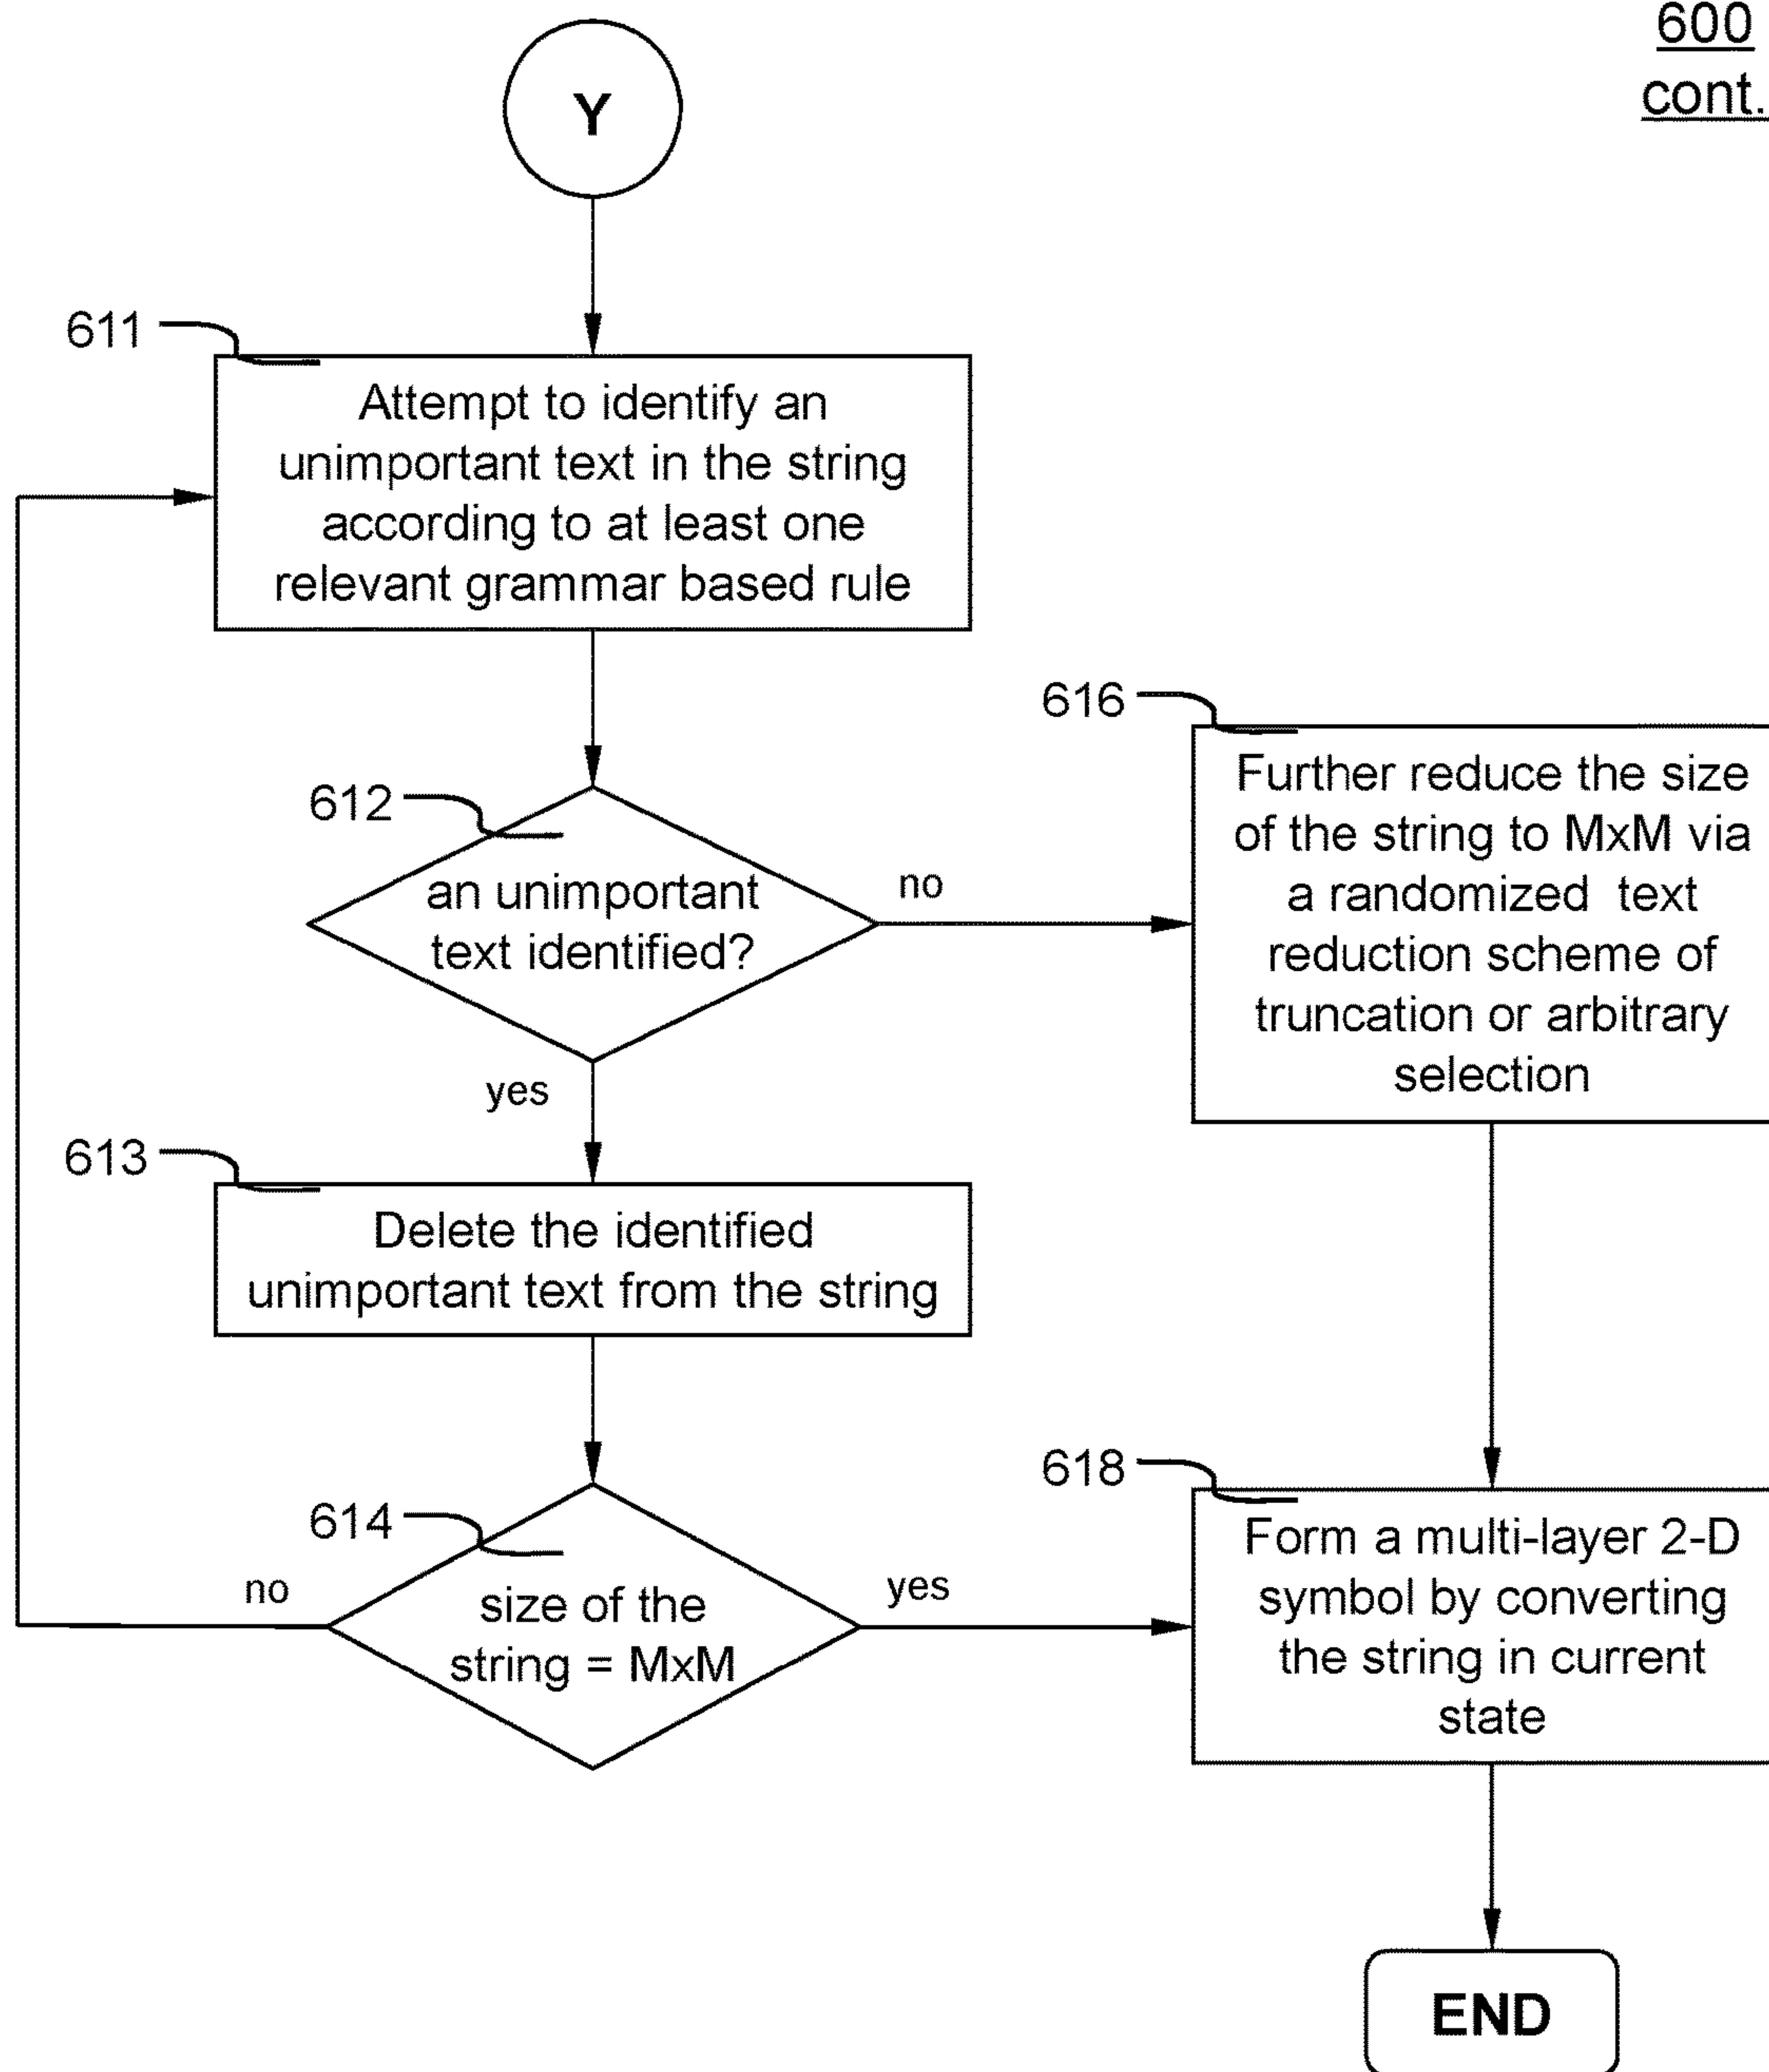 600
cont.
Y
611
Attempt to identify an
unimportant text in the string
according to at least one
relevant grammar based rule
616
Further reduce the size
of the string to MxM via
a randomized text
reduction scheme of
truncation or arbitrary
selection
612
an unimportant
text identified?
no
yes
613
Delete the identified
unimportant text from the string
614
size of the
string = MxM
no
yes
618
Form a multi-layer 2-D
symbol by converting
the string in current
state
END